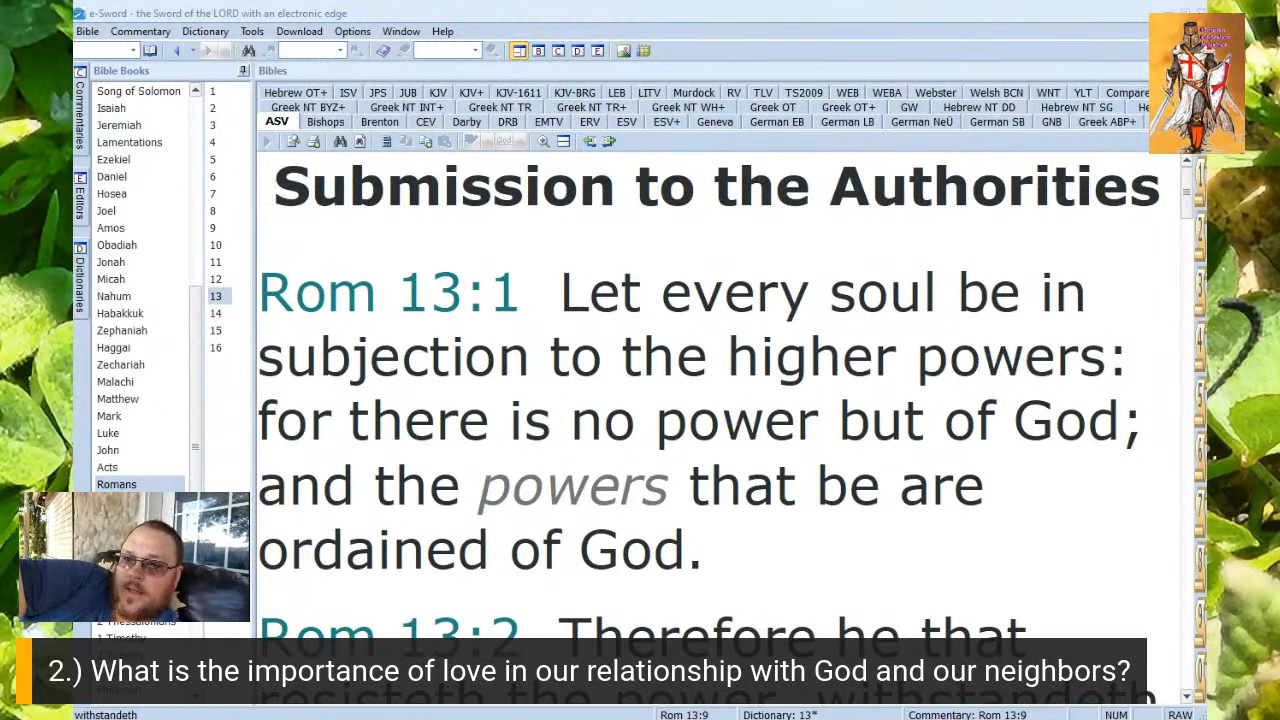 e-Sword - the Sword of the LORD with an electronic edge
Bible Commentary Dictionary Tools Download Options Window Help
Bible Books
Bibles
Commentaries
Editors
Dictionaries
Song of Solomon
Isaiah
Jeremiah
Lamentations
Ezekiel
Daniel
Hosea
Joel
Amos
Obadiah
Jonah
Micah
Nahum
Habakkuk
Zephaniah
Haggai
Zechariah
Malachi
Matthew
Mark
Luke
John
Acts
Romans
1
2
3
4
5
6
7
8
9
10
11
12
13
14
15
16
Hebrew OT+ ISV JPS JUB KJV KJV+ KJV-1611 KJV-BRG LEB LITV Murdock RV TLV TS2009 WEB WEBA Webster Welsh BCN WNT YLT Compare
Greek NT BYZ+ Greek NT INT+ Greek NT TR Greek NT TR+ Greek NT WH+ Greek OT Greek OT+ GW Hebrew NT DD Hebrew NT SG He
ASV Bishops Brenton CEV Darby DRB EMTV ERV ESV ESV+ Geneva German EB German LB German NeÜ German SB GNB Greek ABP+
Submission to the Authorities
Rom 13:1 Let every soul be in
subjection to the higher powers:
for there is no power but of God;
and the powers that be are
ordained of God.
Rom 13:2 Therefore he that
resisteth the power, withstandeth
2.) What is the importance of love in our relationship with God and our neighbors?
withstandeth
Rom 13:9 Dictionary: 13* Commentary: Rom 13:9 NUM RAW